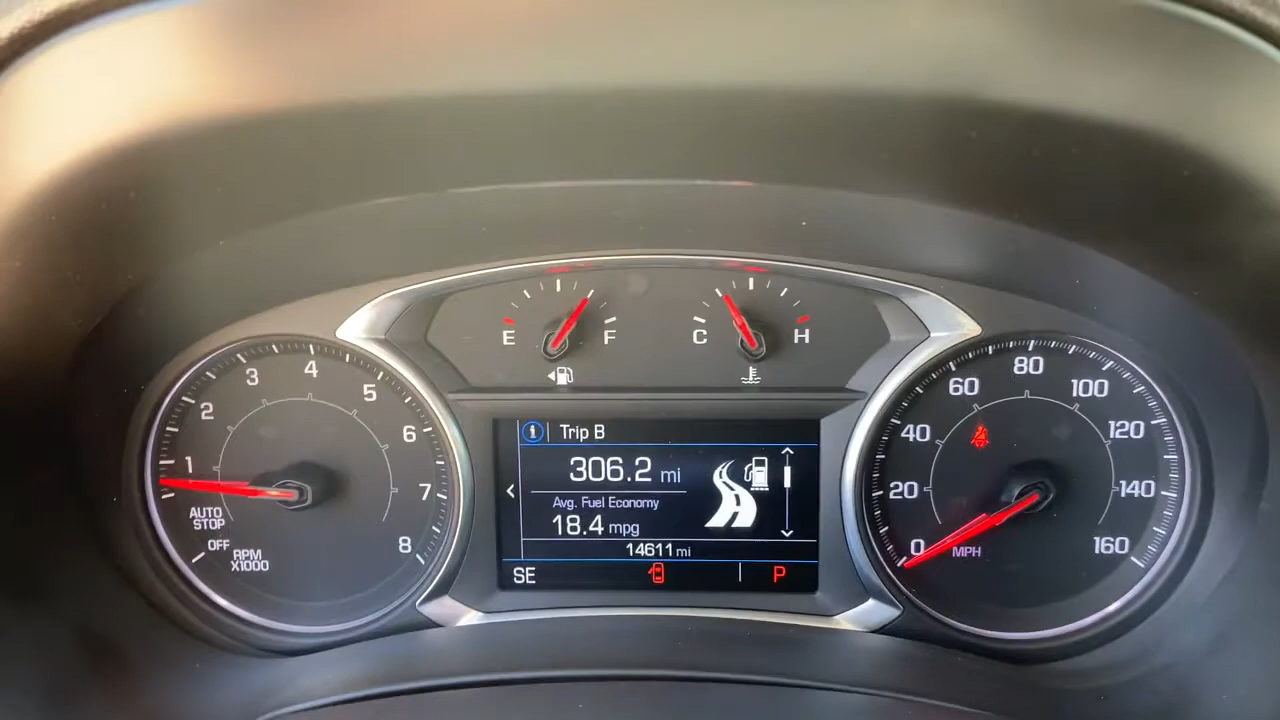 E F
C H
1 2 3 4 5 6 7 8
AUTO
STOP
OFF
RPM
X1000
Trip B
306.2 mi
Avg. Fuel Economy
18.4 mpg
14611 mi
SE P
0 20 40 60 80 100 120 140 160
MPH